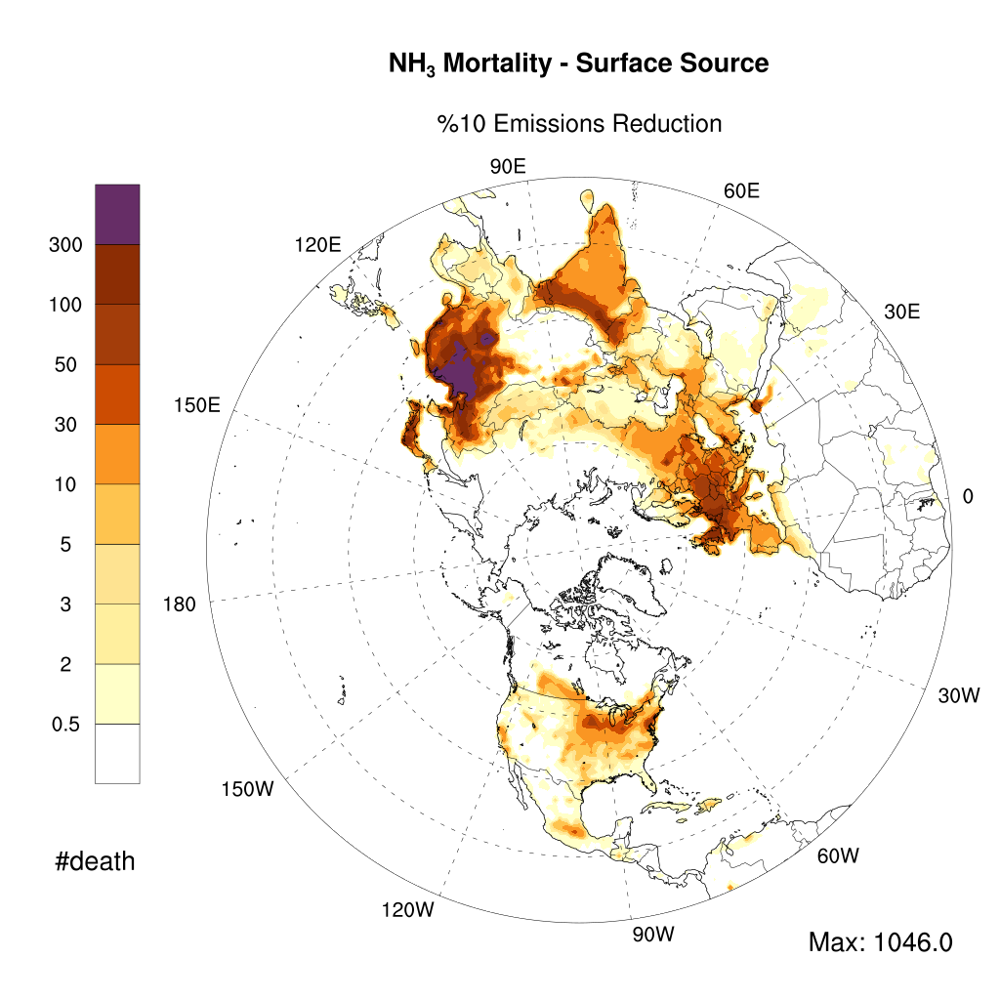 NH₃ Mortality - Surface Source
%10 Emissions Reduction
90E
60E
120E
30E
150E
0
180
30W
150W
60W
120W
90W
300
100
50
30
10
5
3
2
0.5
#death
Max: 1046.0